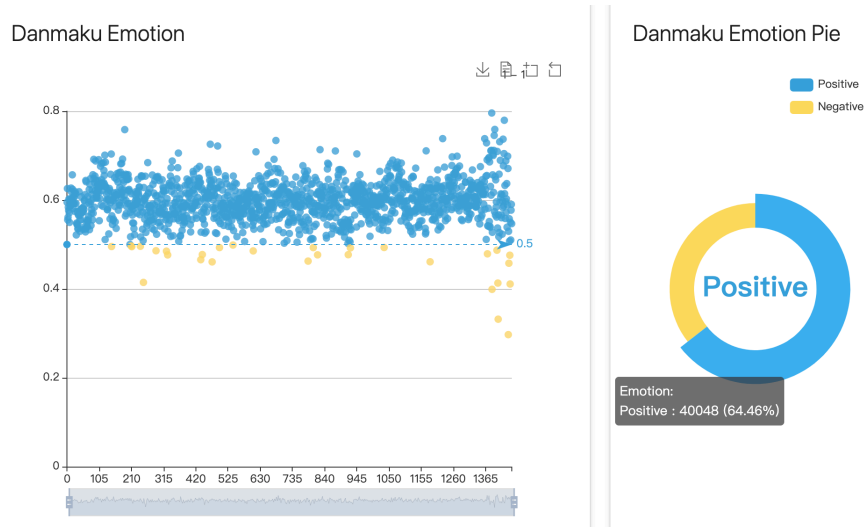 Danmaku Emotion
1 - 1
0.8
0.6
0.5
0.4
0.2
0
0 105 210 315 420 525 630 735 840 945 1050 1155 1260 1365
Danmaku Emotion Pie
Positive
Negative
Positive
Emotion:
Positive : 40048 (64.46%)